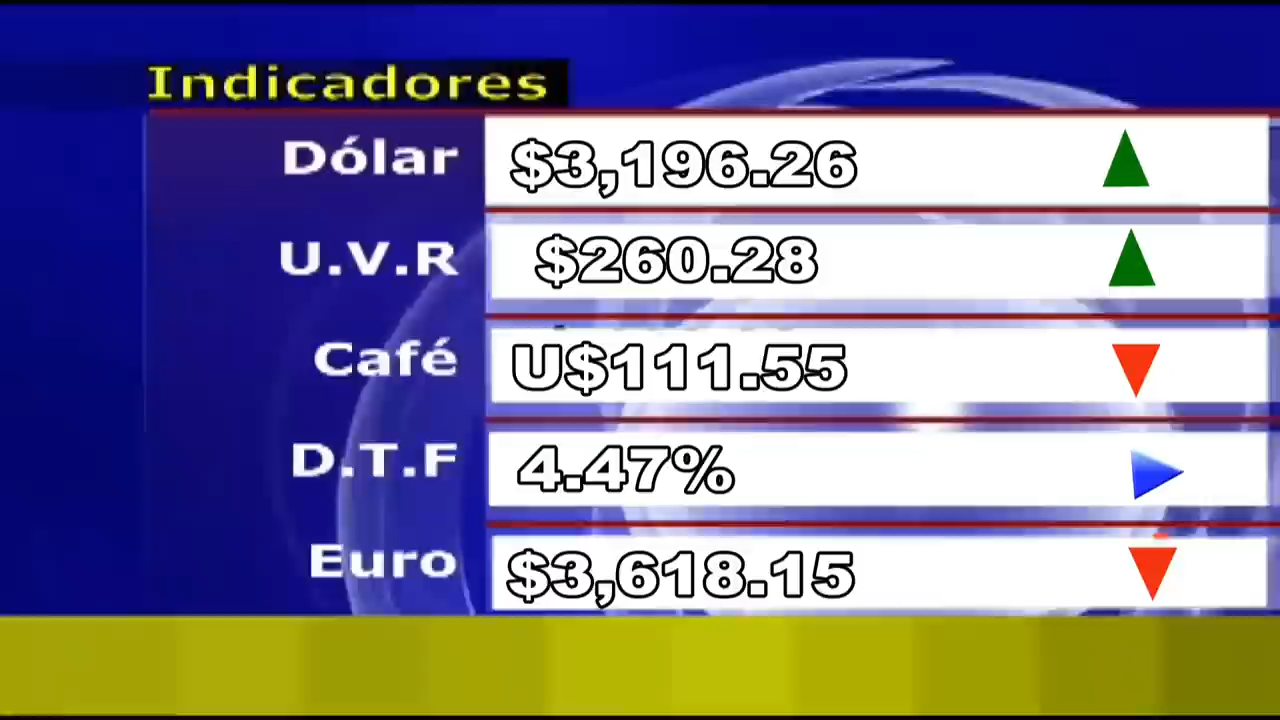 Indicadores
Dólar $3,196.26
U.V.R $260.28
Café U$111.55
D.T.F 4.47%
Euro $3,618.15